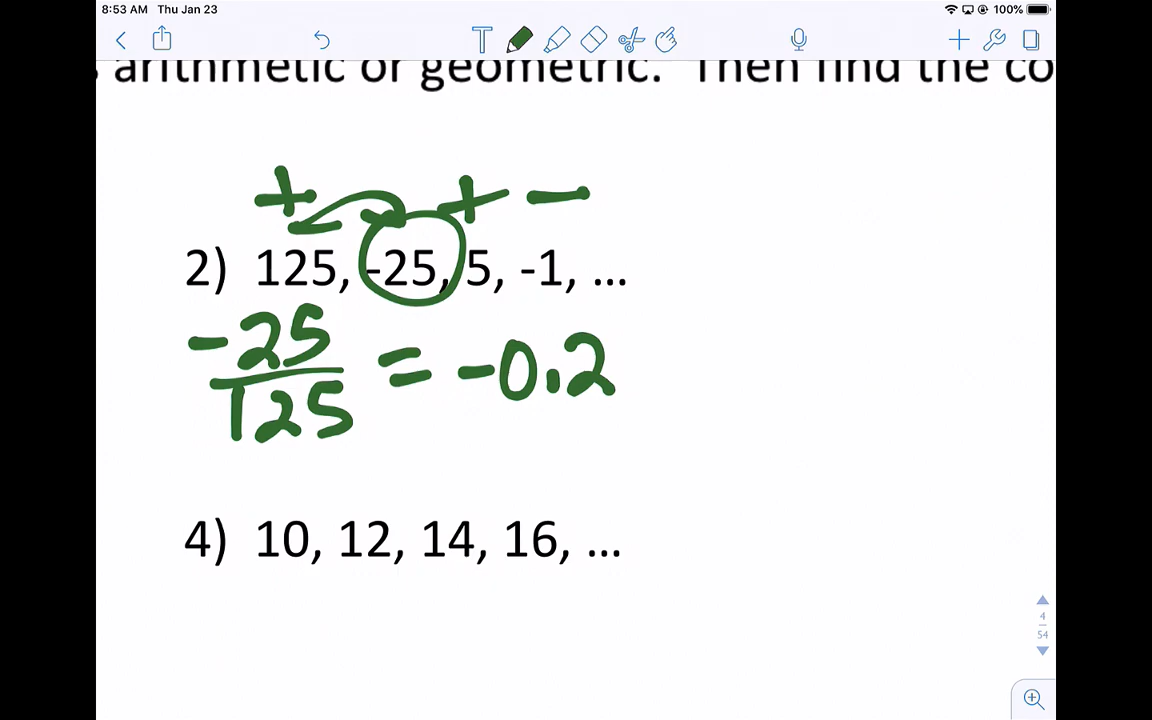 8:53 AM Thu Jan 23 100%
T
arithmetic or geometric. Then find the co
+ + −
2) 125, -25, 5, -1, ...
-25
125
= -0.2
4) 10, 12, 14, 16, ...
4
54